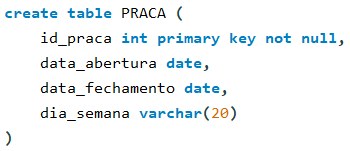 create table PRACA (
id_praca int primary key not null,
data_abertura date,
data_fechamento date,
dia_semana varchar(20)
)